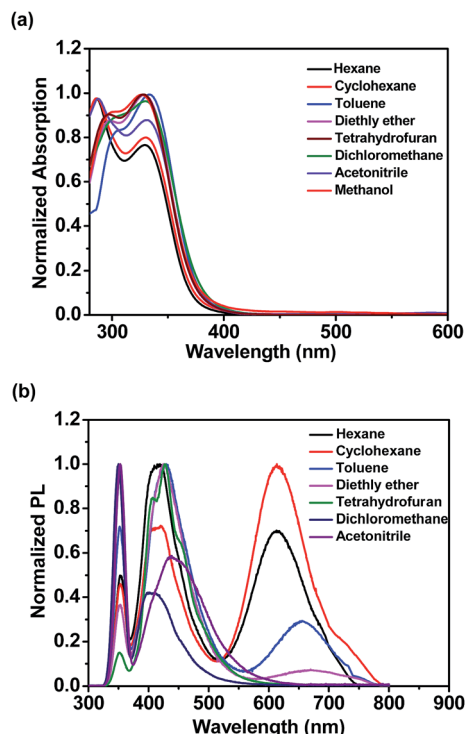 (a)
1.2
1.0
0.8
0.6
0.4
0.2
0.0
Normalized Absorption
Hexane
Cyclohexane
Toluene
Diethly ether
Tetrahydrofuran
Dichloromethane
Acetonitrile
Methanol
300 400 500 600
Wavelength (nm)
(b)
1.2
1.0
0.8
0.6
0.4
0.2
0.0
Normalized PL
Hexane
Cyclohexane
Toluene
Diethly ether
Tetrahydrofuran
Dichloromethane
Acetonitrile
300 400 500 600 700 800 900
Wavelength (nm)